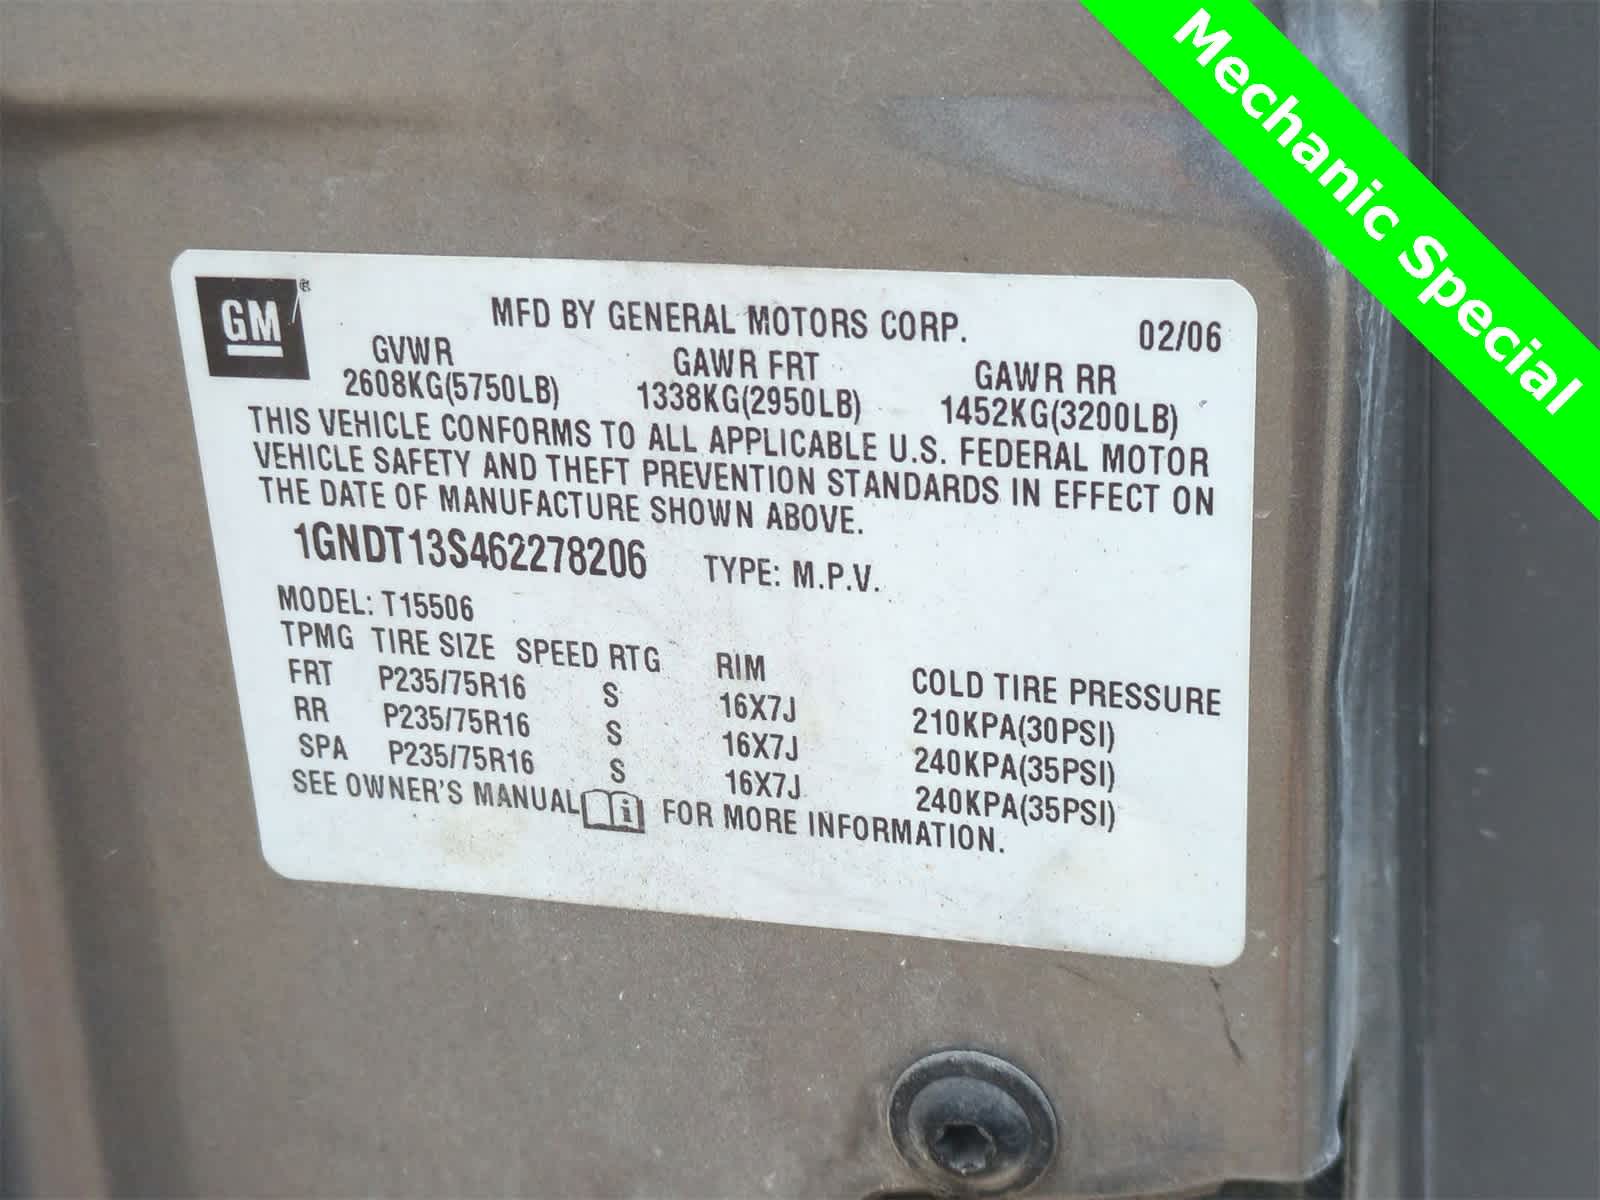 Mechanic Special
GM®
MFD BY GENERAL MOTORS CORP. 02/06
GVWR GAWR FRT GAWR RR
2608KG(5750LB) 1338KG(2950LB) 1452KG(3200LB)
THIS VEHICLE CONFORMS TO ALL APPLICABLE U.S. FEDERAL MOTOR
VEHICLE SAFETY AND THEFT PREVENTION STANDARDS IN EFFECT ON
THE DATE OF MANUFACTURE SHOWN ABOVE.
1GNDT13S462278206 TYPE: M.P.V.
MODEL: T15506
TPMG TIRE SIZE SPEED RTG RIM COLD TIRE PRESSURE
FRT P235/75R16 S 16X7J 210KPA(30PSI)
RR P235/75R16 S 16X7J 240KPA(35PSI)
SPA P235/75R16 S 16X7J 240KPA(35PSI)
SEE OWNER'S MANUAL i FOR MORE INFORMATION.